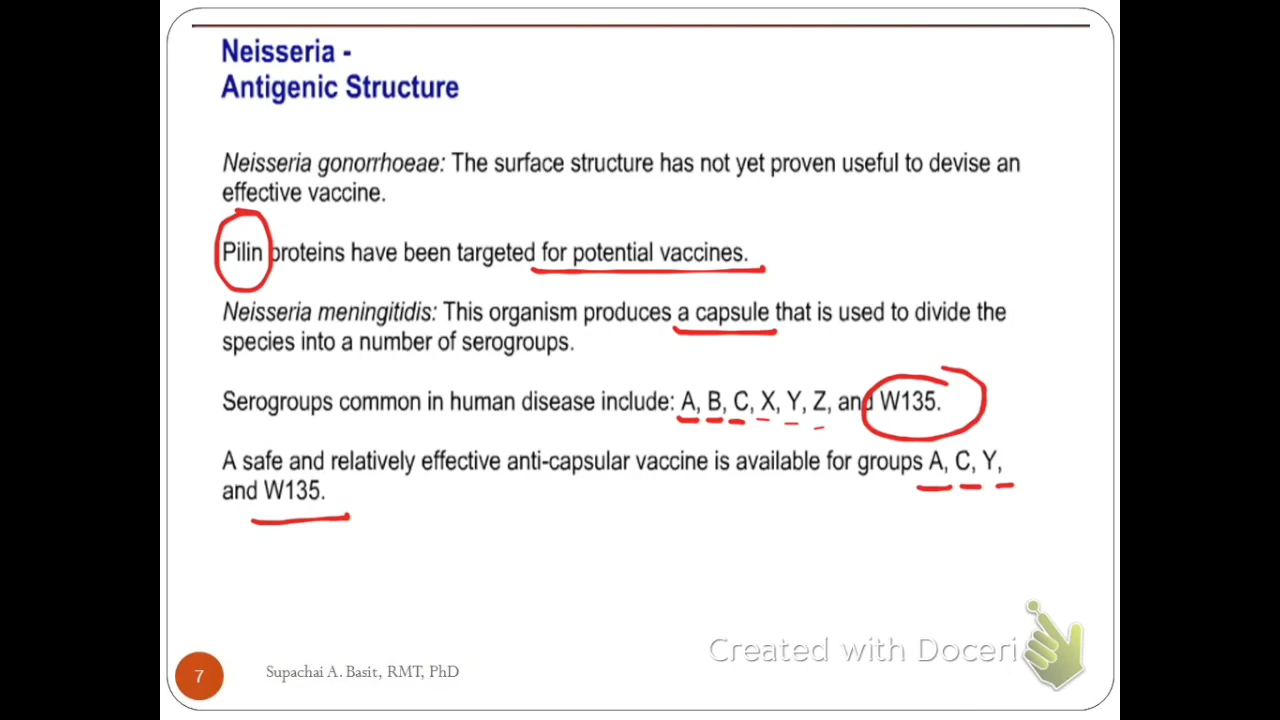 Neisseria -
Antigenic Structure
Neisseria gonorrhoeae: The surface structure has not yet proven useful to devise an
effective vaccine.
Pilin proteins have been targeted for potential vaccines.
Neisseria meningitidis: This organism produces a capsule that is used to divide the
species into a number of serogroups.
Serogroups common in human disease include: A, B, C, X, Y, Z, and W135.
A safe and relatively effective anti-capsular vaccine is available for groups A, C, Y,
and W135.
Created with Doceri
7
Supachai A. Basit, RMT, PhD